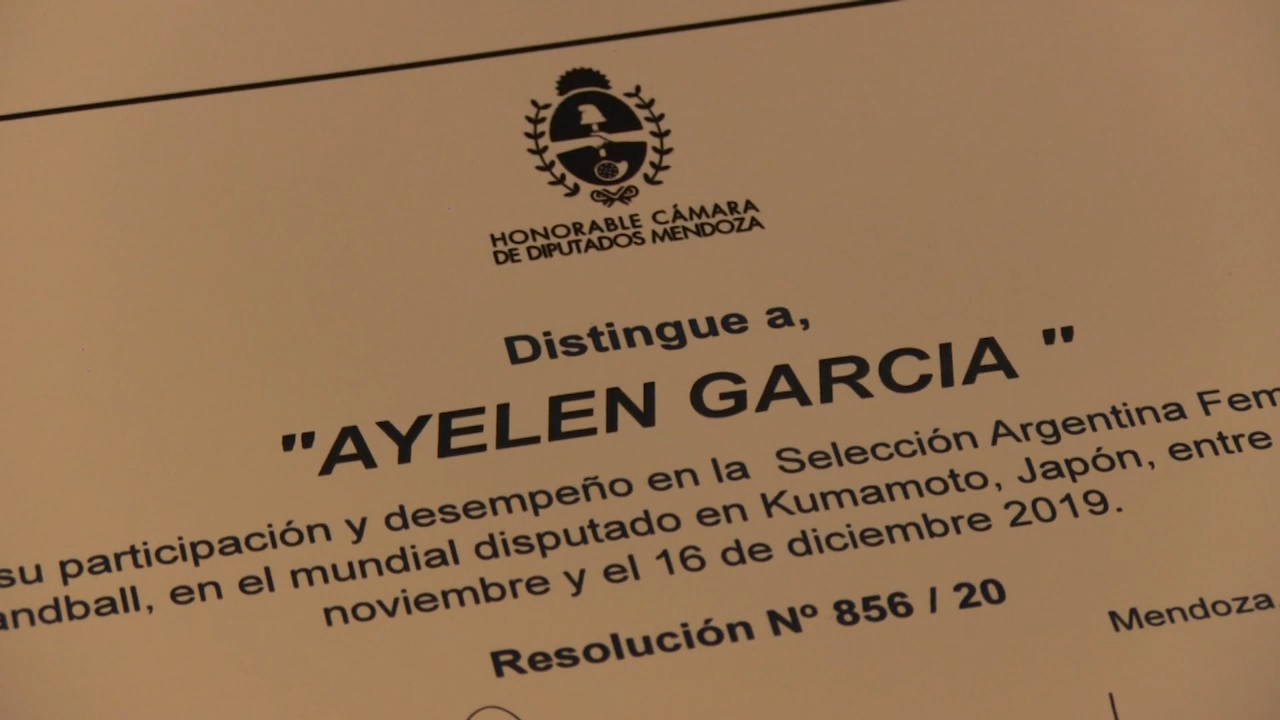 HONORABLE CÁMARA
DE DIPUTADOS MENDOZA
Distingue a,
"AYELEN GARCIA "
su participación y desempeño en la Selección Argentina Fem
andball, en el mundial disputado en Kumamoto, Japón, entre
noviembre y el 16 de diciembre 2019.
Resolución Nº 856 / 20
Mendoza